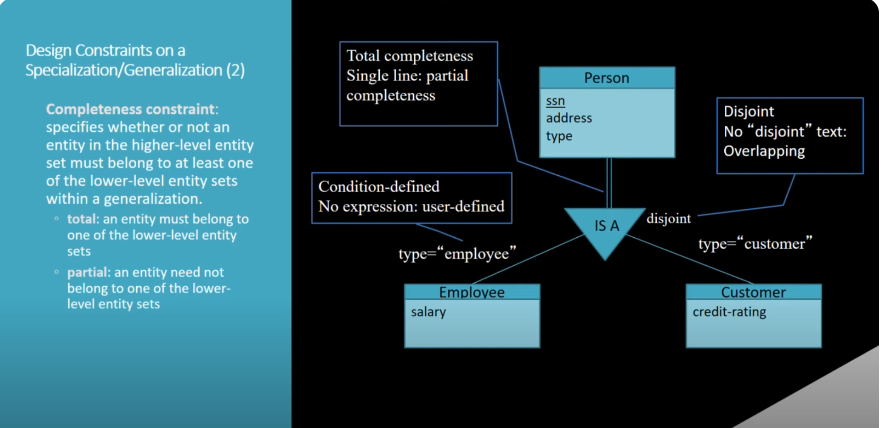 Design Constraints on a
Specialization/Generalization (2)
Completeness constraint:
specifies whether or not an
entity in the higher-level entity
set must belong to at least one
of the lower-level entity sets
within a generalization.
total: an entity must belong to
one of the lower-level entity
sets
partial: an entity need not
belong to one of the lower-
level entity sets
Total completeness
Single line: partial
completeness
Person
ssn
address
type
Disjoint
No “disjoint” text:
Overlapping
Condition-defined
No expression: user-defined
IS A
disjoint
type=“employee”
type=“customer”
Employee
salary
Customer
credit-rating